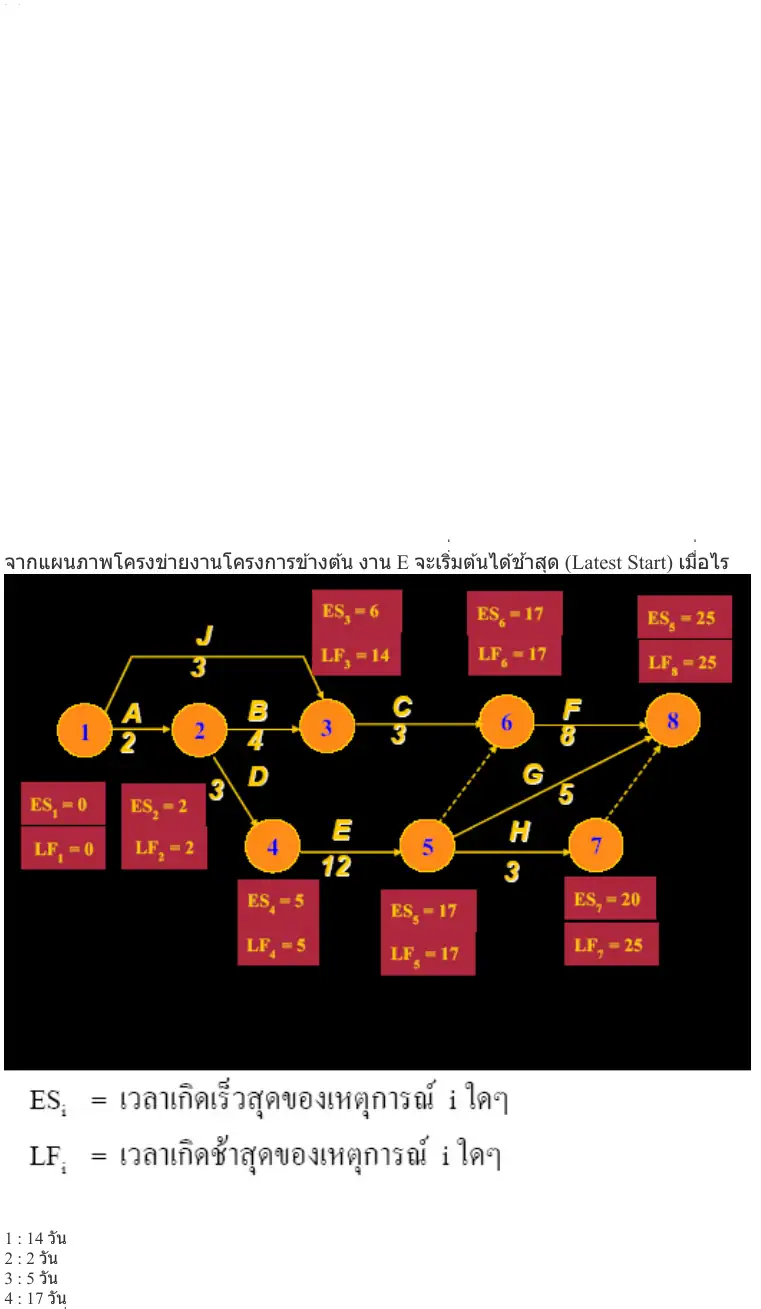 จากแผนภาพโครงข่ายงานโครงการข้างต้น งาน E จะเริ่มต้นได้ช้าสุด (Latest Start) เมื่อไร
ES3 = 6
LF3 = 14
ES6 = 17
LF6 = 17
ES5 = 25
LF8 = 25
J
3
A
2
B
4
C
3
F
8
1
2
3
6
8
3
D
G
5
ES1 = 0
LF1 = 0
ES2 = 2
LF2 = 2
4
E
12
5
H
3
7
ES4 = 5
LF4 = 5
ES5 = 17
LF5 = 17
ES7 = 20
LF7 = 25
ESi = เวลาเกิดเร็วสุดของเหตุการณ์ i ใดๆ
LFi = เวลาเกิดช้าสุดของเหตุการณ์ i ใดๆ
1 : 14 วัน
2 : 2 วัน
3 : 5 วัน
4 : 17 วัน